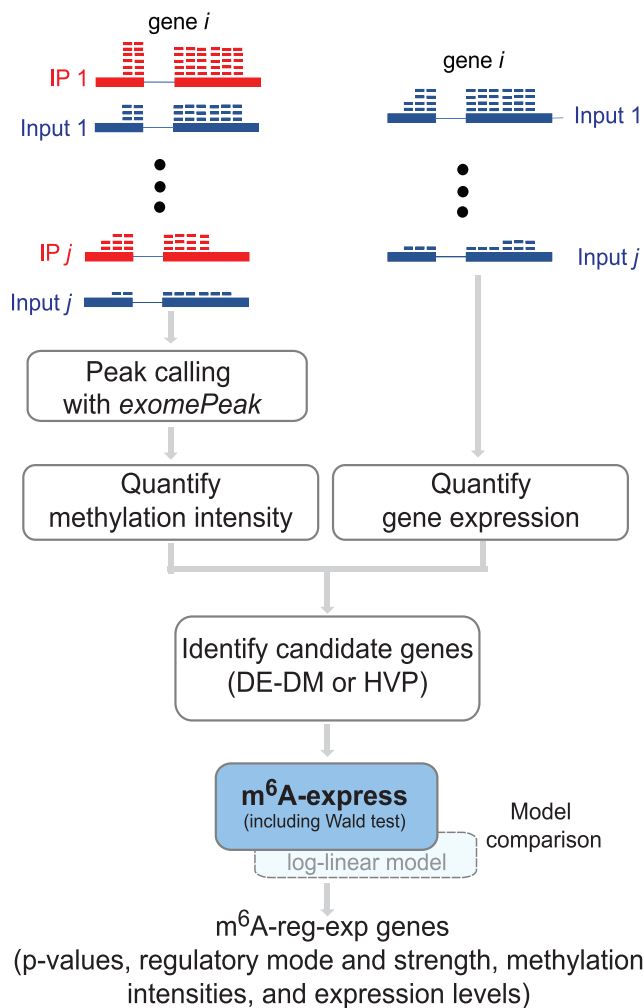 gene i
IP 1
Input 1
IP j
Input j
gene i
Input 1
Input j
Peak calling
with exomePeak
Quantify
methylation intensity
Quantify
gene expression
Identify candidate genes
(DE-DM or HVP)
m⁶A-express
(including Wald test)
log-linear model
Model
comparison
m⁶A-reg-exp genes
(p-values, regulatory mode and strength, methylation
intensities, and expression levels)